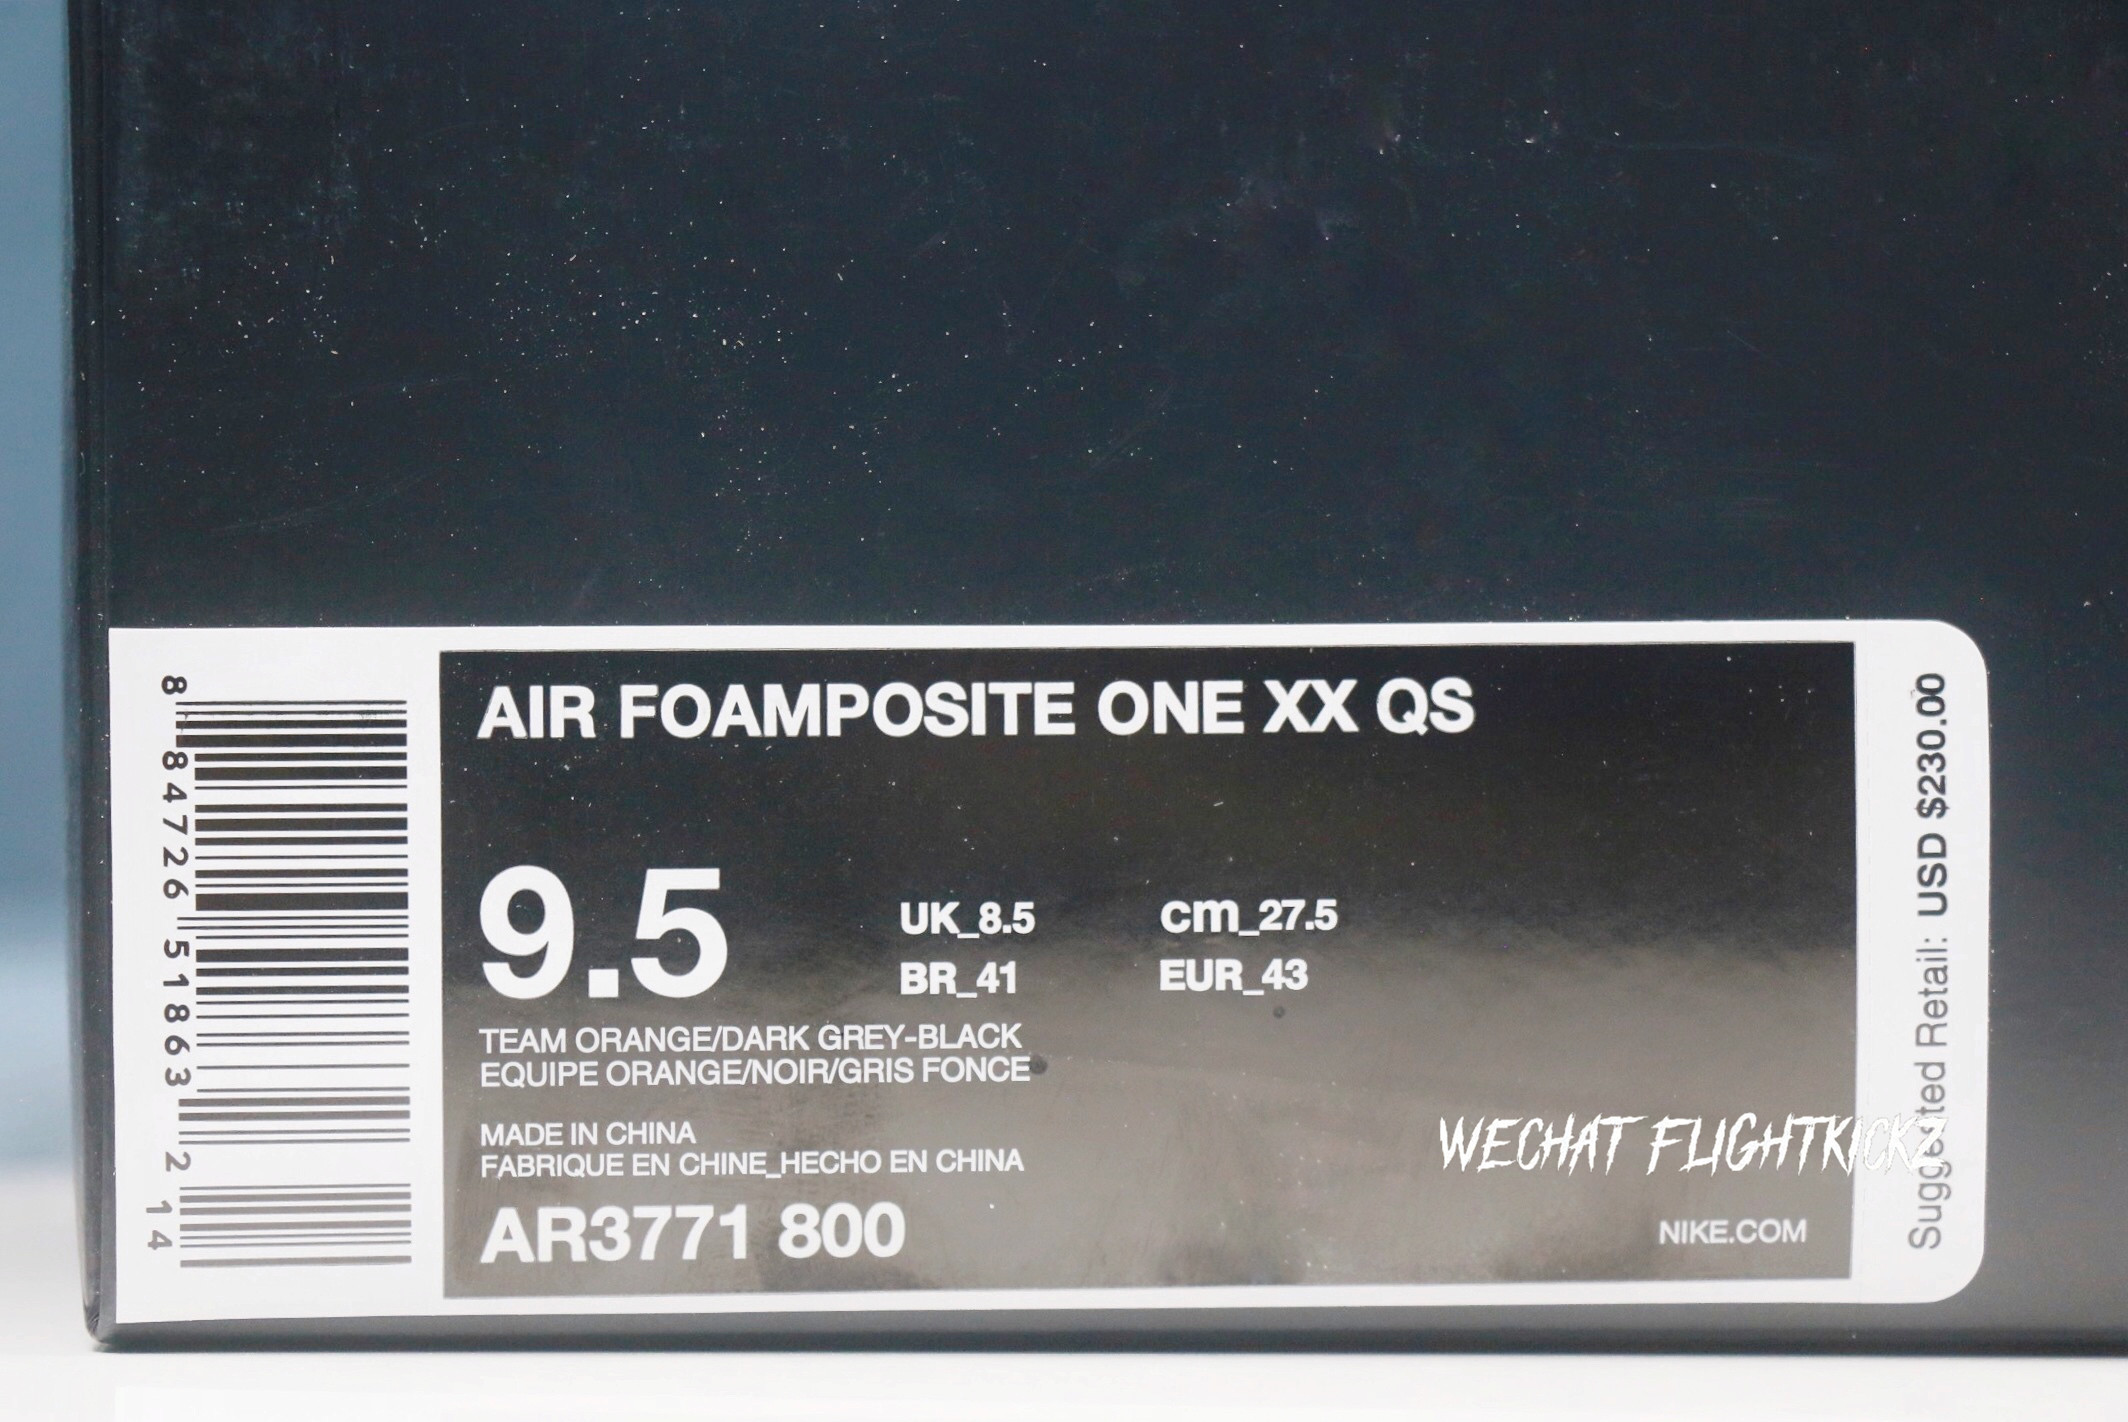 AIR FOAMPOSITE ONE XX QS
9.5
UK_8.5 cm_27.5
BR_41 EUR_43
TEAM ORANGE/DARK GREY-BLACK
EQUIPE ORANGE/NOIR/GRIS FONCE
MADE IN CHINA
FABRIQUE EN CHINE_HECHO EN CHINA
AR3771 800
NIKE.COM
WECHAT FLIGHTKICKZ
Suggested Retail: USD $230.00
8 84726 51863 2 14